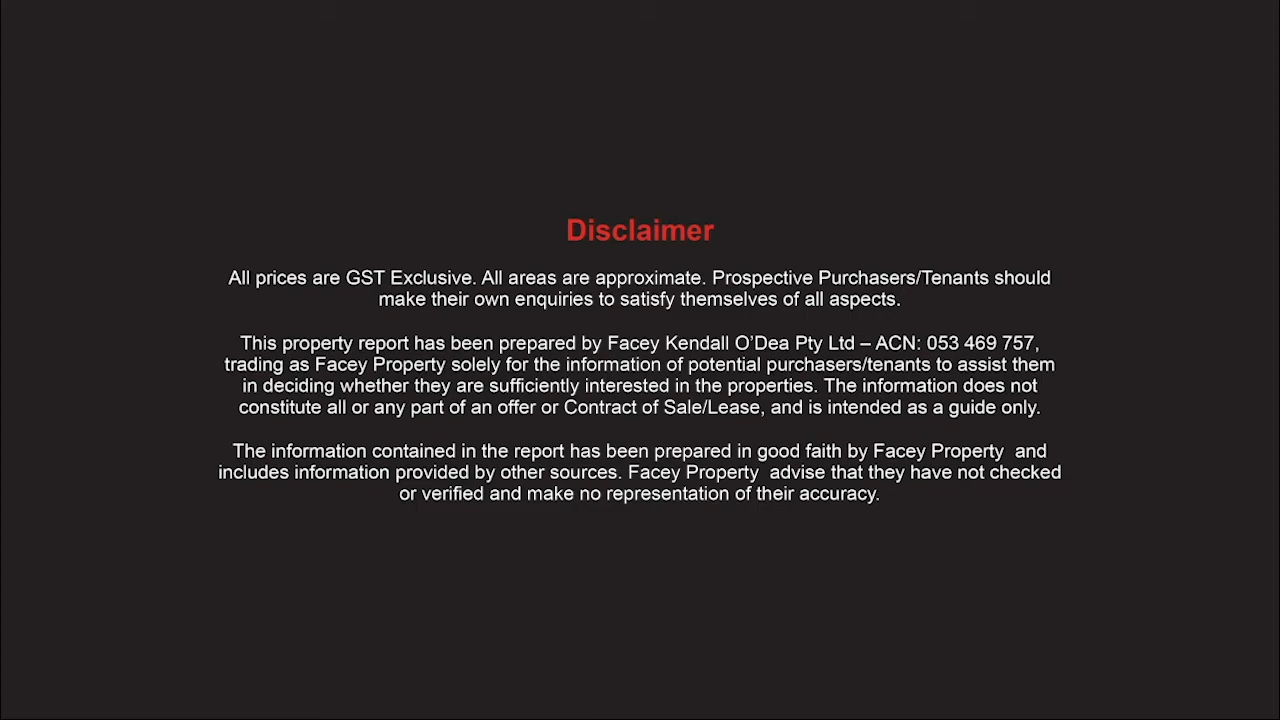 Disclaimer
All prices are GST Exclusive. All areas are approximate. Prospective Purchasers/Tenants should
make their own enquiries to satisfy themselves of all aspects.
This property report has been prepared by Facey Kendall O’Dea Pty Ltd – ACN: 053 469 757,
trading as Facey Property solely for the information of potential purchasers/tenants to assist them
in deciding whether they are sufficiently interested in the properties. The information does not
constitute all or any part of an offer or Contract of Sale/Lease, and is intended as a guide only.
The information contained in the report has been prepared in good faith by Facey Property  and
includes information provided by other sources. Facey Property  advise that they have not checked
or verified and make no representation of their accuracy.